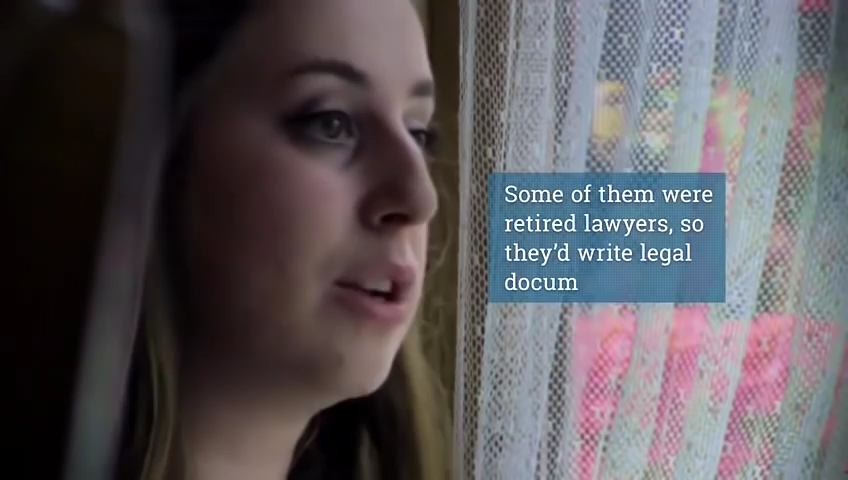 Some of them were
retired lawyers, so
they’d write legal
docum